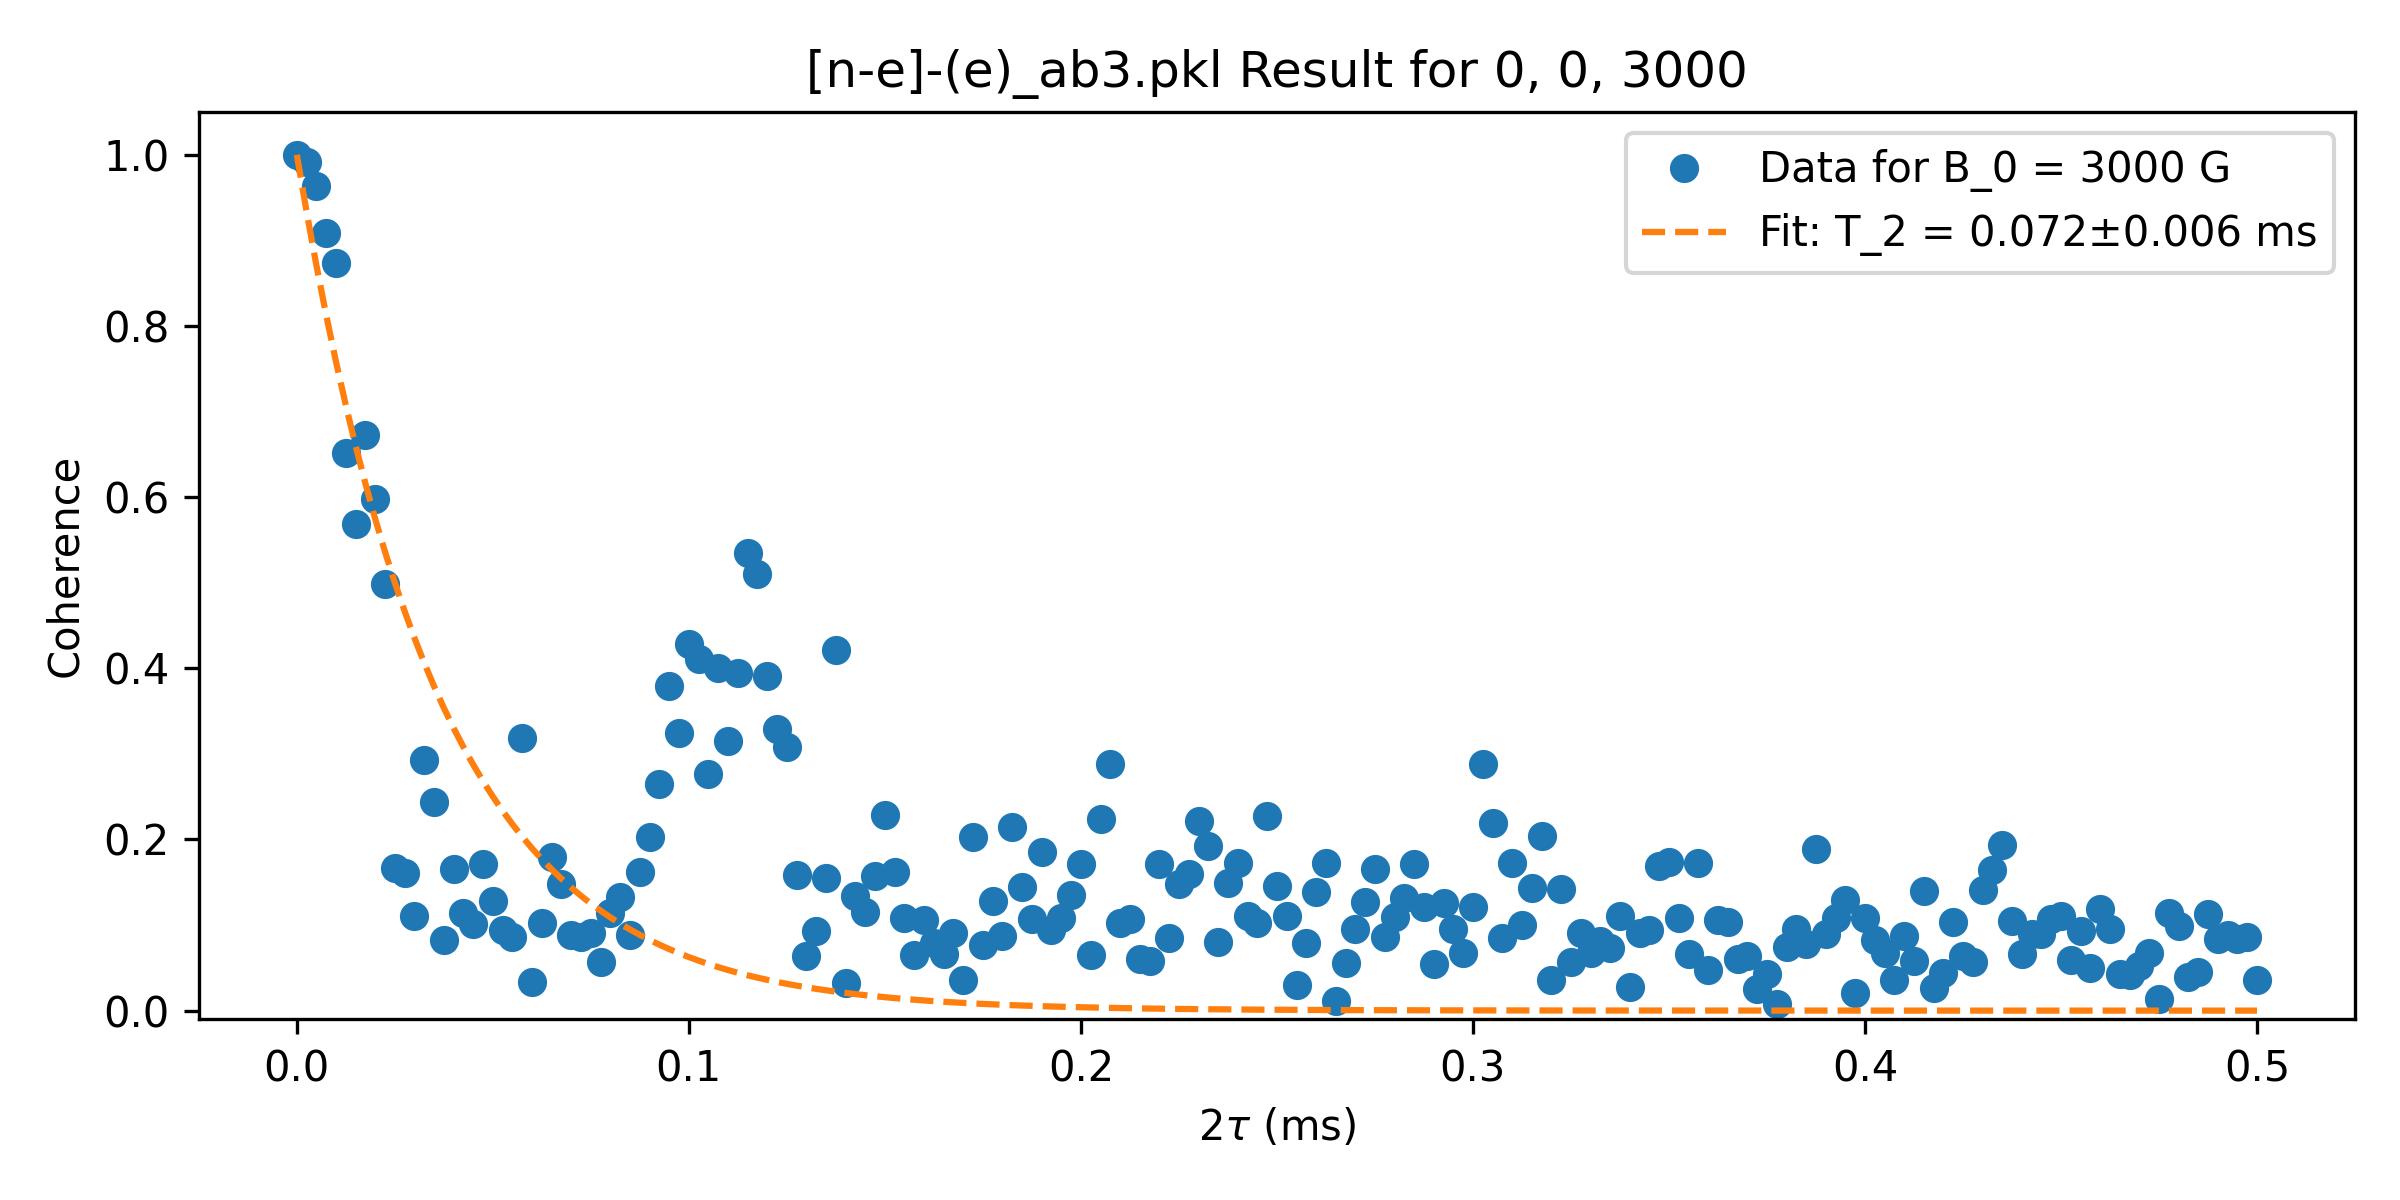 [n-e]-(e)_ab3.pkl Result for 0, 0, 3000
Data for B_0 = 3000 G
Fit: T_2 = 0.072±0.006 ms
Coherence
1.0
0.8
0.6
0.4
0.2
0.0
0.0 0.1 0.2 0.3 0.4 0.5
2τ (ms)